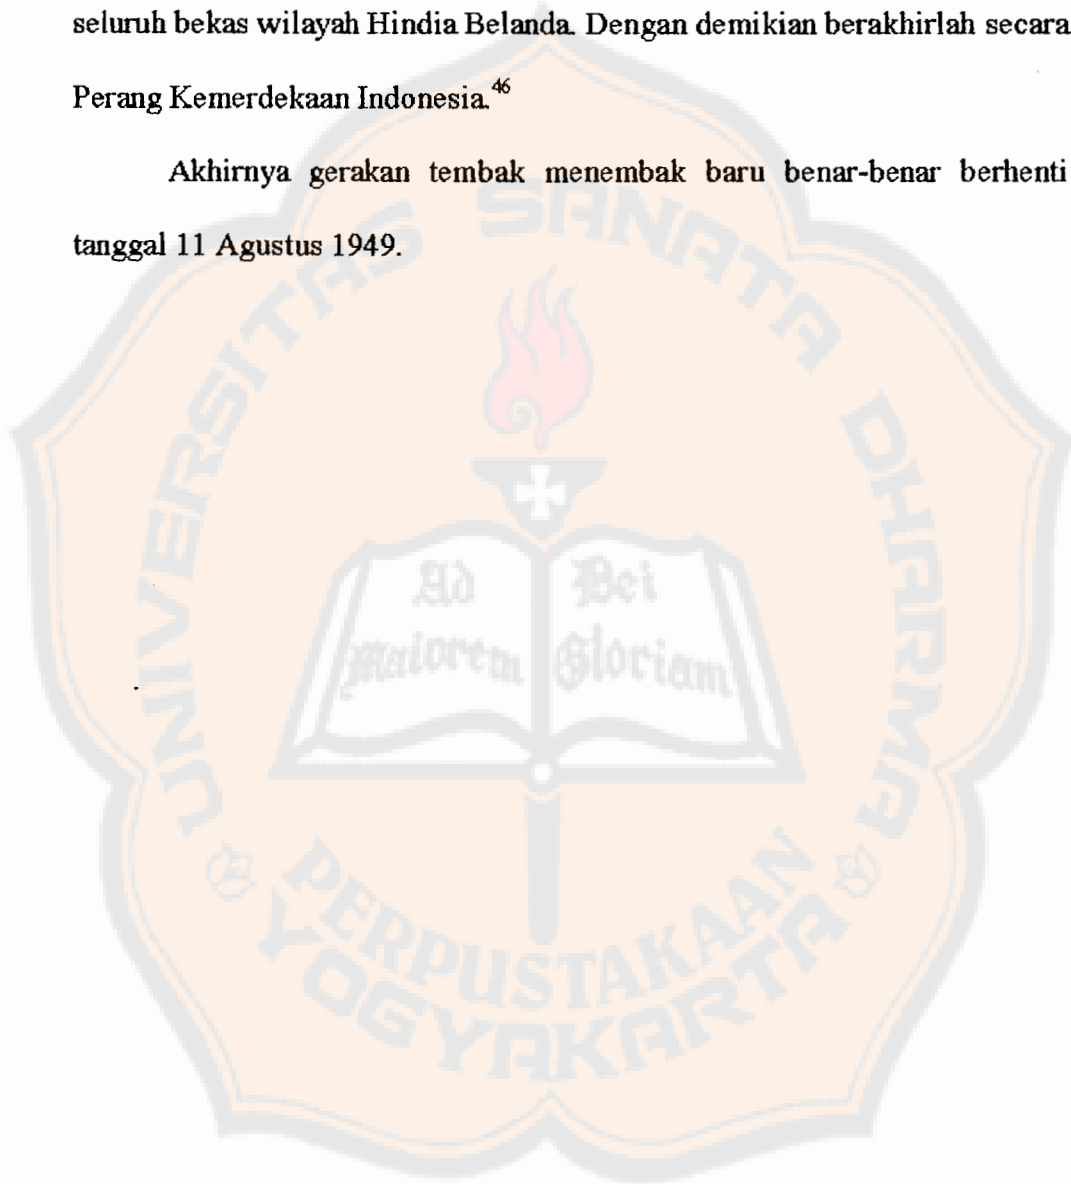 seluruh bekas wilayah Hindia Belanda. Dengan demikian berakhirlah secara
Perang Kemerdekaan Indonesia.46
Akhirnya gerakan tembak menembak baru benar-benar berhenti
tanggal 11 Agustus 1949.
UNIVERSITAS SANATA DHARMA
Ad Dei
Maiorem Gloriam
PERPUSTAKAAN
YOGYAKARTA